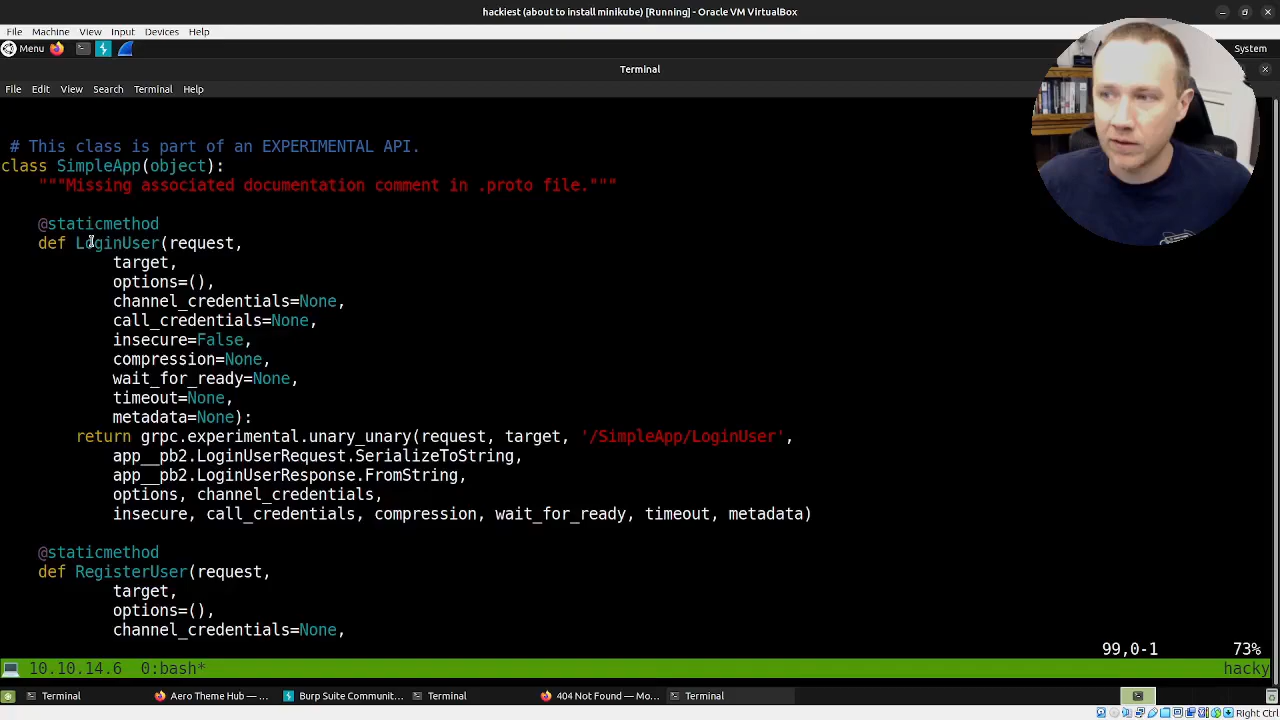 hackiest (about to install minikube) [Running] - Oracle VM VirtualBox
File Machine View Input Devices Help
Menu System
Terminal
File Edit View Search Terminal Help
# This class is part of an EXPERIMENTAL API.
class SimpleApp(object):
"""Missing associated documentation comment in .proto file."""
@staticmethod
def LoginUser(request,
target,
options=(),
channel_credentials=None,
call_credentials=None,
insecure=False,
compression=None,
wait_for_ready=None,
timeout=None,
metadata=None):
return grpc.experimental.unary_unary(request, target, '/SimpleApp/LoginUser',
app__pb2.LoginUserRequest.SerializeToString,
app__pb2.LoginUserResponse.FromString,
options, channel_credentials,
insecure, call_credentials, compression, wait_for_ready, timeout, metadata)
@staticmethod
def RegisterUser(request,
target,
options=(),
channel_credentials=None,
99,0-1 73%
10.10.14.6 0:bash* hacky
Terminal Aero Theme Hub — ... Burp Suite Communit... Terminal 404 Not Found — Mo... Terminal
Right Ctrl